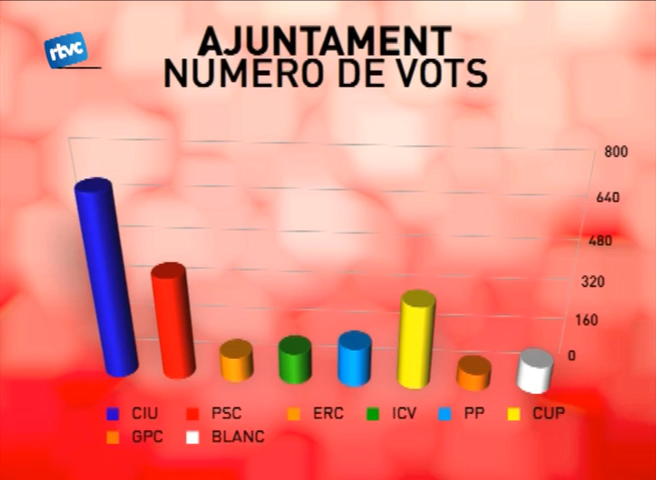 rtvc
AJUNTAMENT
NUMERO DE VOTS
800
640
480
320
160
0
CIU PSC ERC ICV PP CUP
GPC BLANC